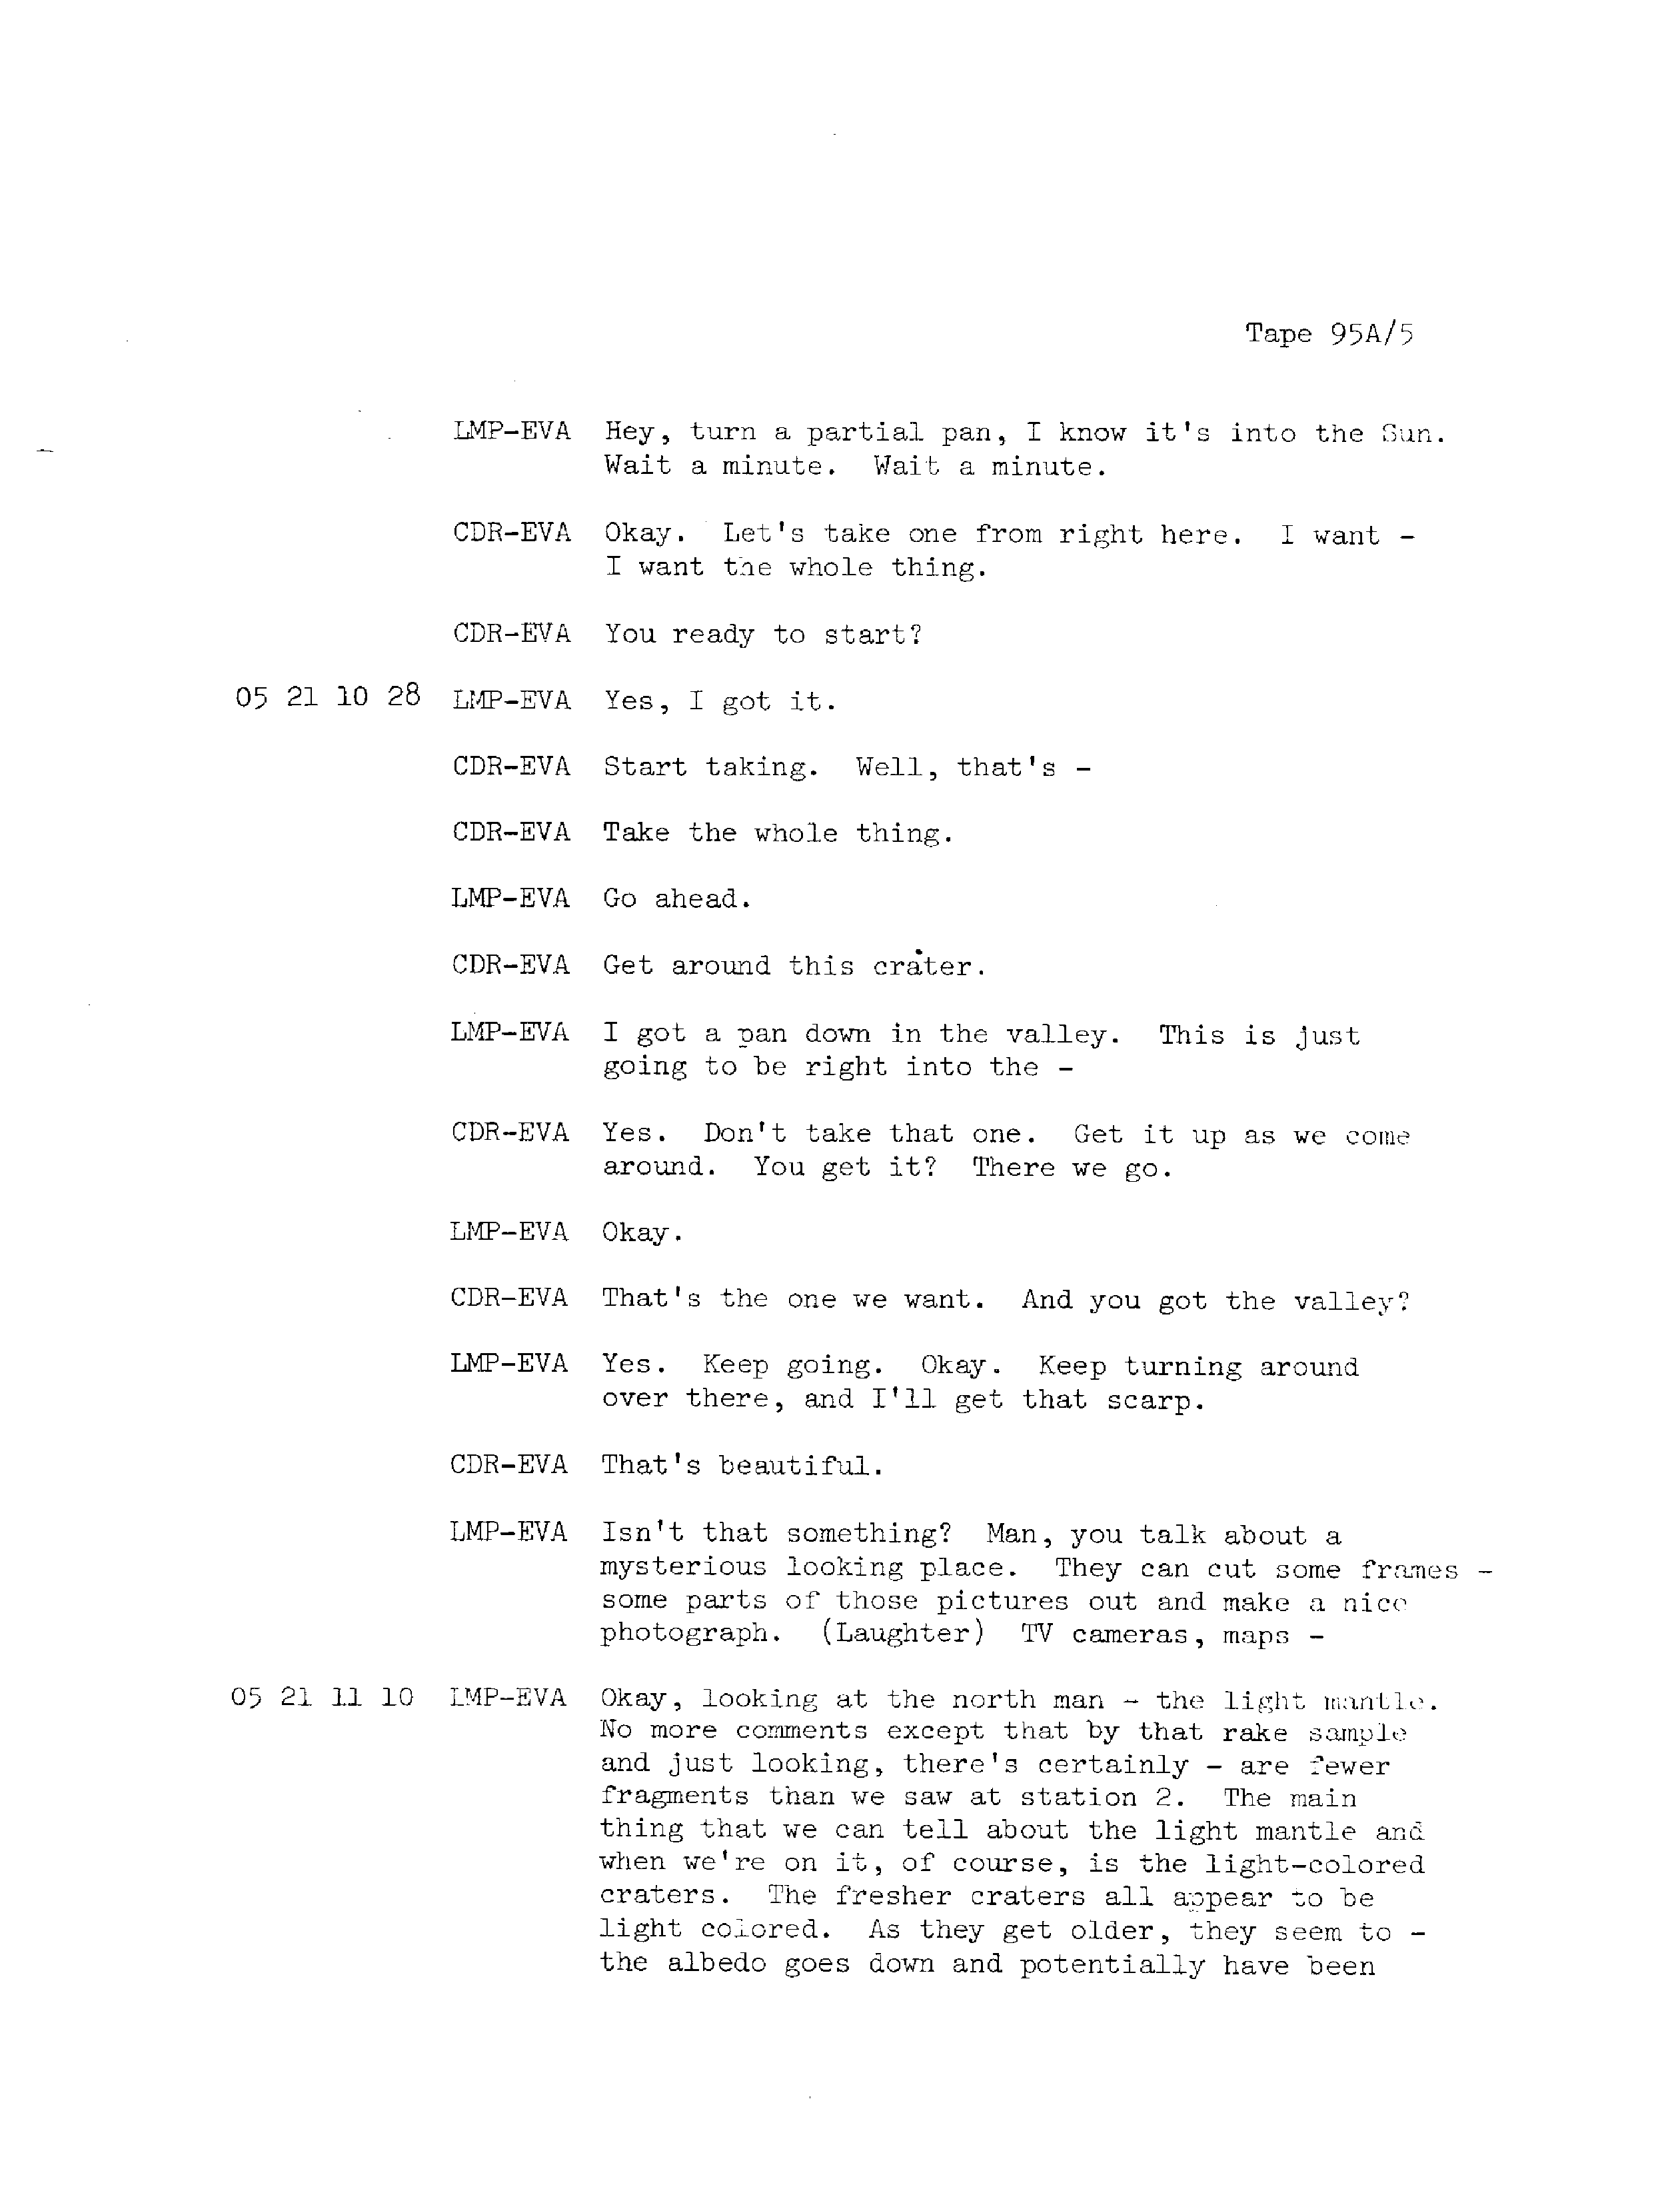 Tape 95A/5
LMP-EVA Hey, turn a partial pan, I know it's into the Sun.
Wait a minute. Wait a minute.
CDR-EVA Okay. Let's take one from right here. I want -
I want the whole thing.
CDR-EVA You ready to start?
05 21 10 28 LMP-EVA Yes, I got it.
CDR-EVA Start taking. Well, that's -
CDR-EVA Take the whole thing.
LMP-EVA Go ahead.
CDR-EVA Get around this crater.
LMP-EVA I got a pan down in the valley. This is just
going to be right into the -
CDR-EVA Yes. Don't take that one. Get it up as we come
around. You get it? There we go.
LMP-EVA Okay.
CDR-EVA That's the one we want. And you got the valley?
LMP-EVA Yes. Keep going. Okay. Keep turning around
over there, and I'll get that scarp.
CDR-EVA That's beautiful.
LMP-EVA Isn't that something? Man, you talk about a
mysterious looking place. They can cut some frames -
some parts of those pictures out and make a nice
photograph. (Laughter) TV cameras, maps -
05 21 11 10 LMP-EVA Okay, looking at the north man - the light mantle.
No more comments except that by that rake sample
and just looking, there's certainly - are fewer
fragments than we saw at station 2. The main
thing that we can tell about the light mantle and
when we're on it, of course, is the light-colored
craters. The fresher craters all appear to be
light colored. As they get older, they seem to -
the albedo goes down and potentially have been